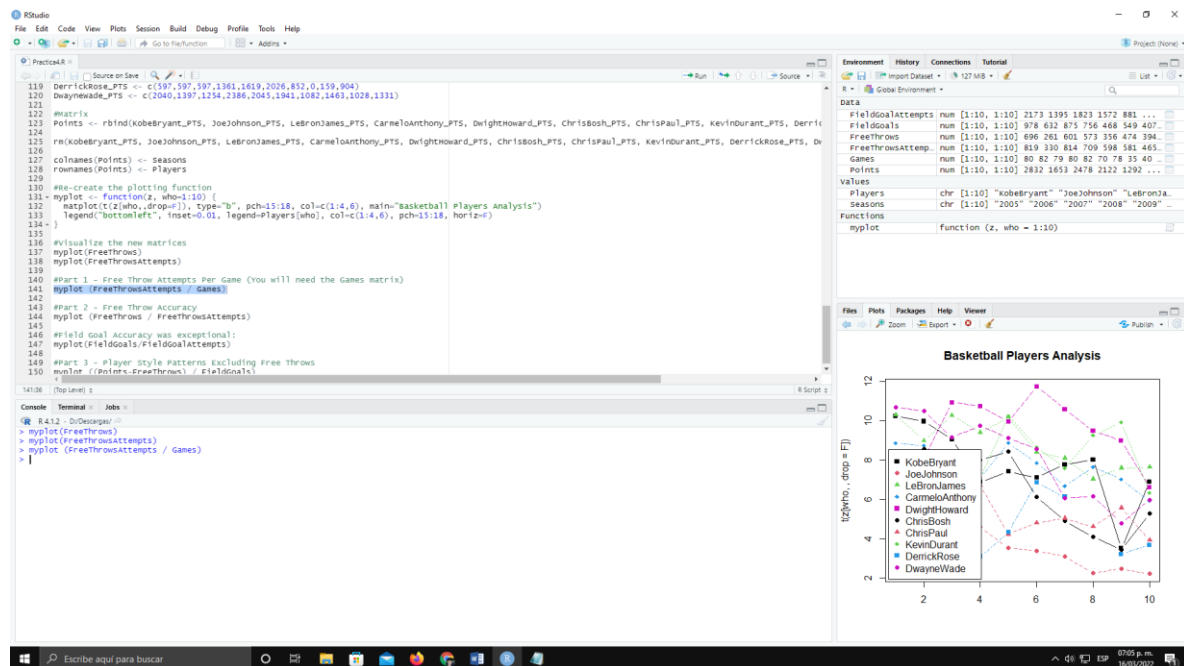 RStudio
File Edit Code View Plots Session Build Debug Profile Tools Help
Go to file/function Addins
Project: (None)
Practica4.R
Source on Save Run Source
119 DerrickRose_PTS <- c(597,597,597,1361,1619,2026,852,0,159,904)
120 DwayneWade_PTS <- c(2040,1397,1254,2386,2045,1941,1082,1463,1028,1331)
121
122 #Matrix
123 Points <- rbind(KobeBryant_PTS, JoeJohnson_PTS, LeBronJames_PTS, CarmeloAnthony_PTS, DwightHoward_PTS, ChrisBosh_PTS, ChrisPaul_PTS, KevinDurant_PTS, Derric
124
125 rm(KobeBryant_PTS, JoeJohnson_PTS, LeBronJames_PTS, CarmeloAnthony_PTS, DwightHoward_PTS, ChrisBosh_PTS, ChrisPaul_PTS, KevinDurant_PTS, DerrickRose_PTS, Dw
126
127 colnames(Points) <- Seasons
128 rownames(Points) <- Players
129
130 #Re-create the plotting function
131 myplot <- function(z, who=1:10) {
132 matplot(t(z[who,,drop=F]), type="b", pch=15:18, col=c(1:4,6), main="Basketball Players Analysis")
133 legend("bottomleft", inset=0.01, legend=Players[who], col=c(1:4,6), pch=15:18, horiz=F)
134 }
135
136 #Visualize the new matrices
137 myplot(FreeThrows)
138 myplot(FreeThrowsAttempts)
139
140 #Part 1 - Free Throw Attempts Per Game (You will need the Games matrix)
141 myplot (FreeThrowsAttempts / Games)
142
143 #Part 2 - Free Throw Accuracy
144 myplot (FreeThrows / FreeThrowsAttempts)
145
146 #Field Goal Accuracy was exceptional:
147 myplot(FieldGoals/FieldGoalAttempts)
148
149 #Part 3 - Player Style Patterns Excluding Free Throws
150 myplot ((Points-FreeThrows) / FieldGoals)
141:36 (Top Level) R Script
Console Terminal Jobs
R 4.1.2 · D:/Descargas/
> myplot(FreeThrows)
> myplot(FreeThrowsAttempts)
> myplot (FreeThrowsAttempts / Games)
>
Environment History Connections Tutorial
Import Dataset 127 MiB List
R Global Environment
Data
FieldGoalAttempts num [1:10, 1:10] 2173 1395 1823 1572 881 ...
FieldGoals num [1:10, 1:10] 978 632 875 756 468 549 407…
FreeThrows num [1:10, 1:10] 696 261 601 573 356 474 394…
FreeThrowsAttemp… num [1:10, 1:10] 819 330 814 709 598 581 465…
Games num [1:10, 1:10] 80 82 79 80 82 70 78 35 40 …
Points num [1:10, 1:10] 2832 1653 2478 2122 1292 ...
Values
Players chr [1:10] "KobeBryant" "JoeJohnson" "LeBronJa…
Seasons chr [1:10] "2005" "2006" "2007" "2008" "2009" …
Functions
myplot function (z, who = 1:10)
Files Plots Packages Help Viewer
Zoom Export Publish
Basketball Players Analysis
t(z[who, , drop = F])
12
10
8
6
4
2
KobeBryant
JoeJohnson
LeBronJames
CarmeloAnthony
DwightHoward
ChrisBosh
ChrisPaul
KevinDurant
DerrickRose
DwayneWade
2 4 6 8 10
Escribe aquí para buscar
ESP
07:05 p. m.
16/03/2022